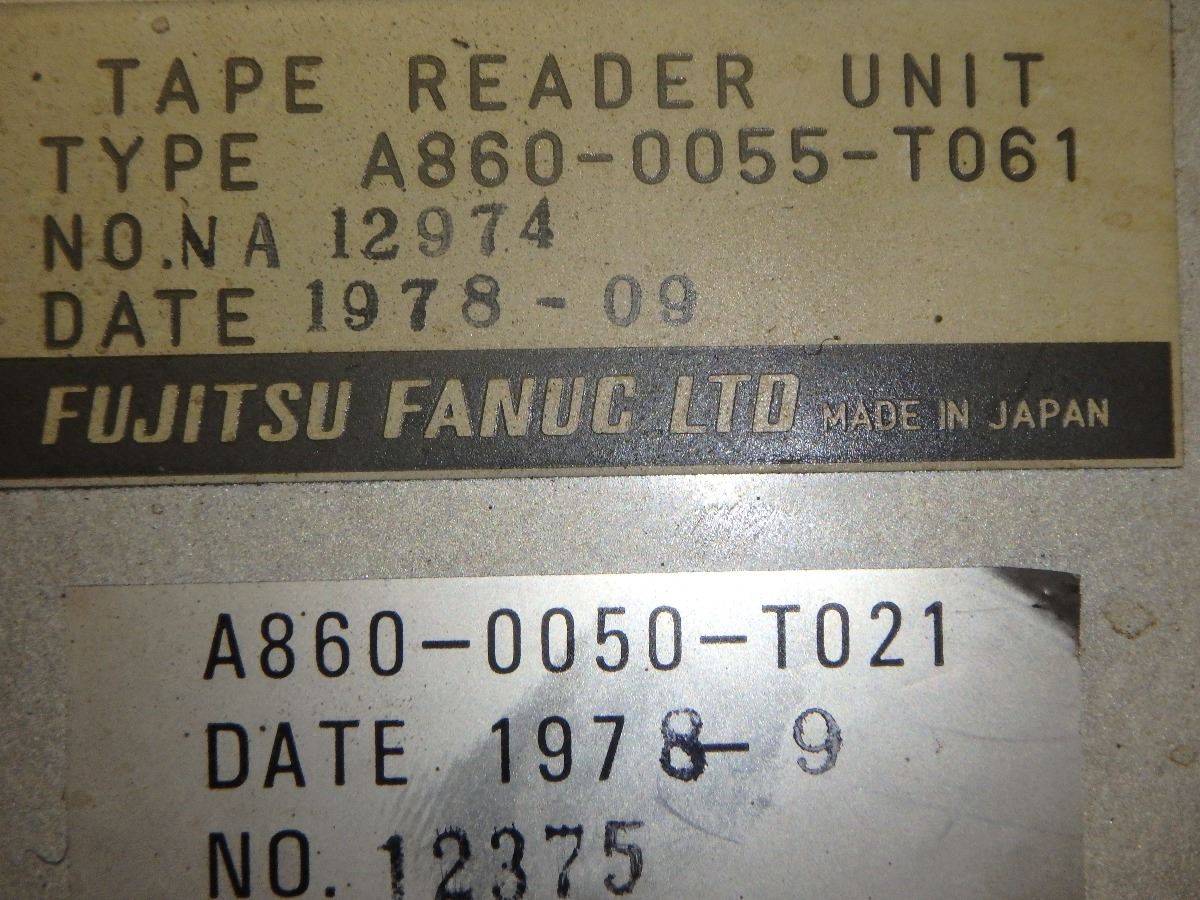 TAPE READER UNIT
TYPE A860-0055-T061
NO.NA 12974
DATE 1978-09
FUJITSU FANUC LTD MADE IN JAPAN
A860-0050-T021
DATE 1978-9
NO. 12375